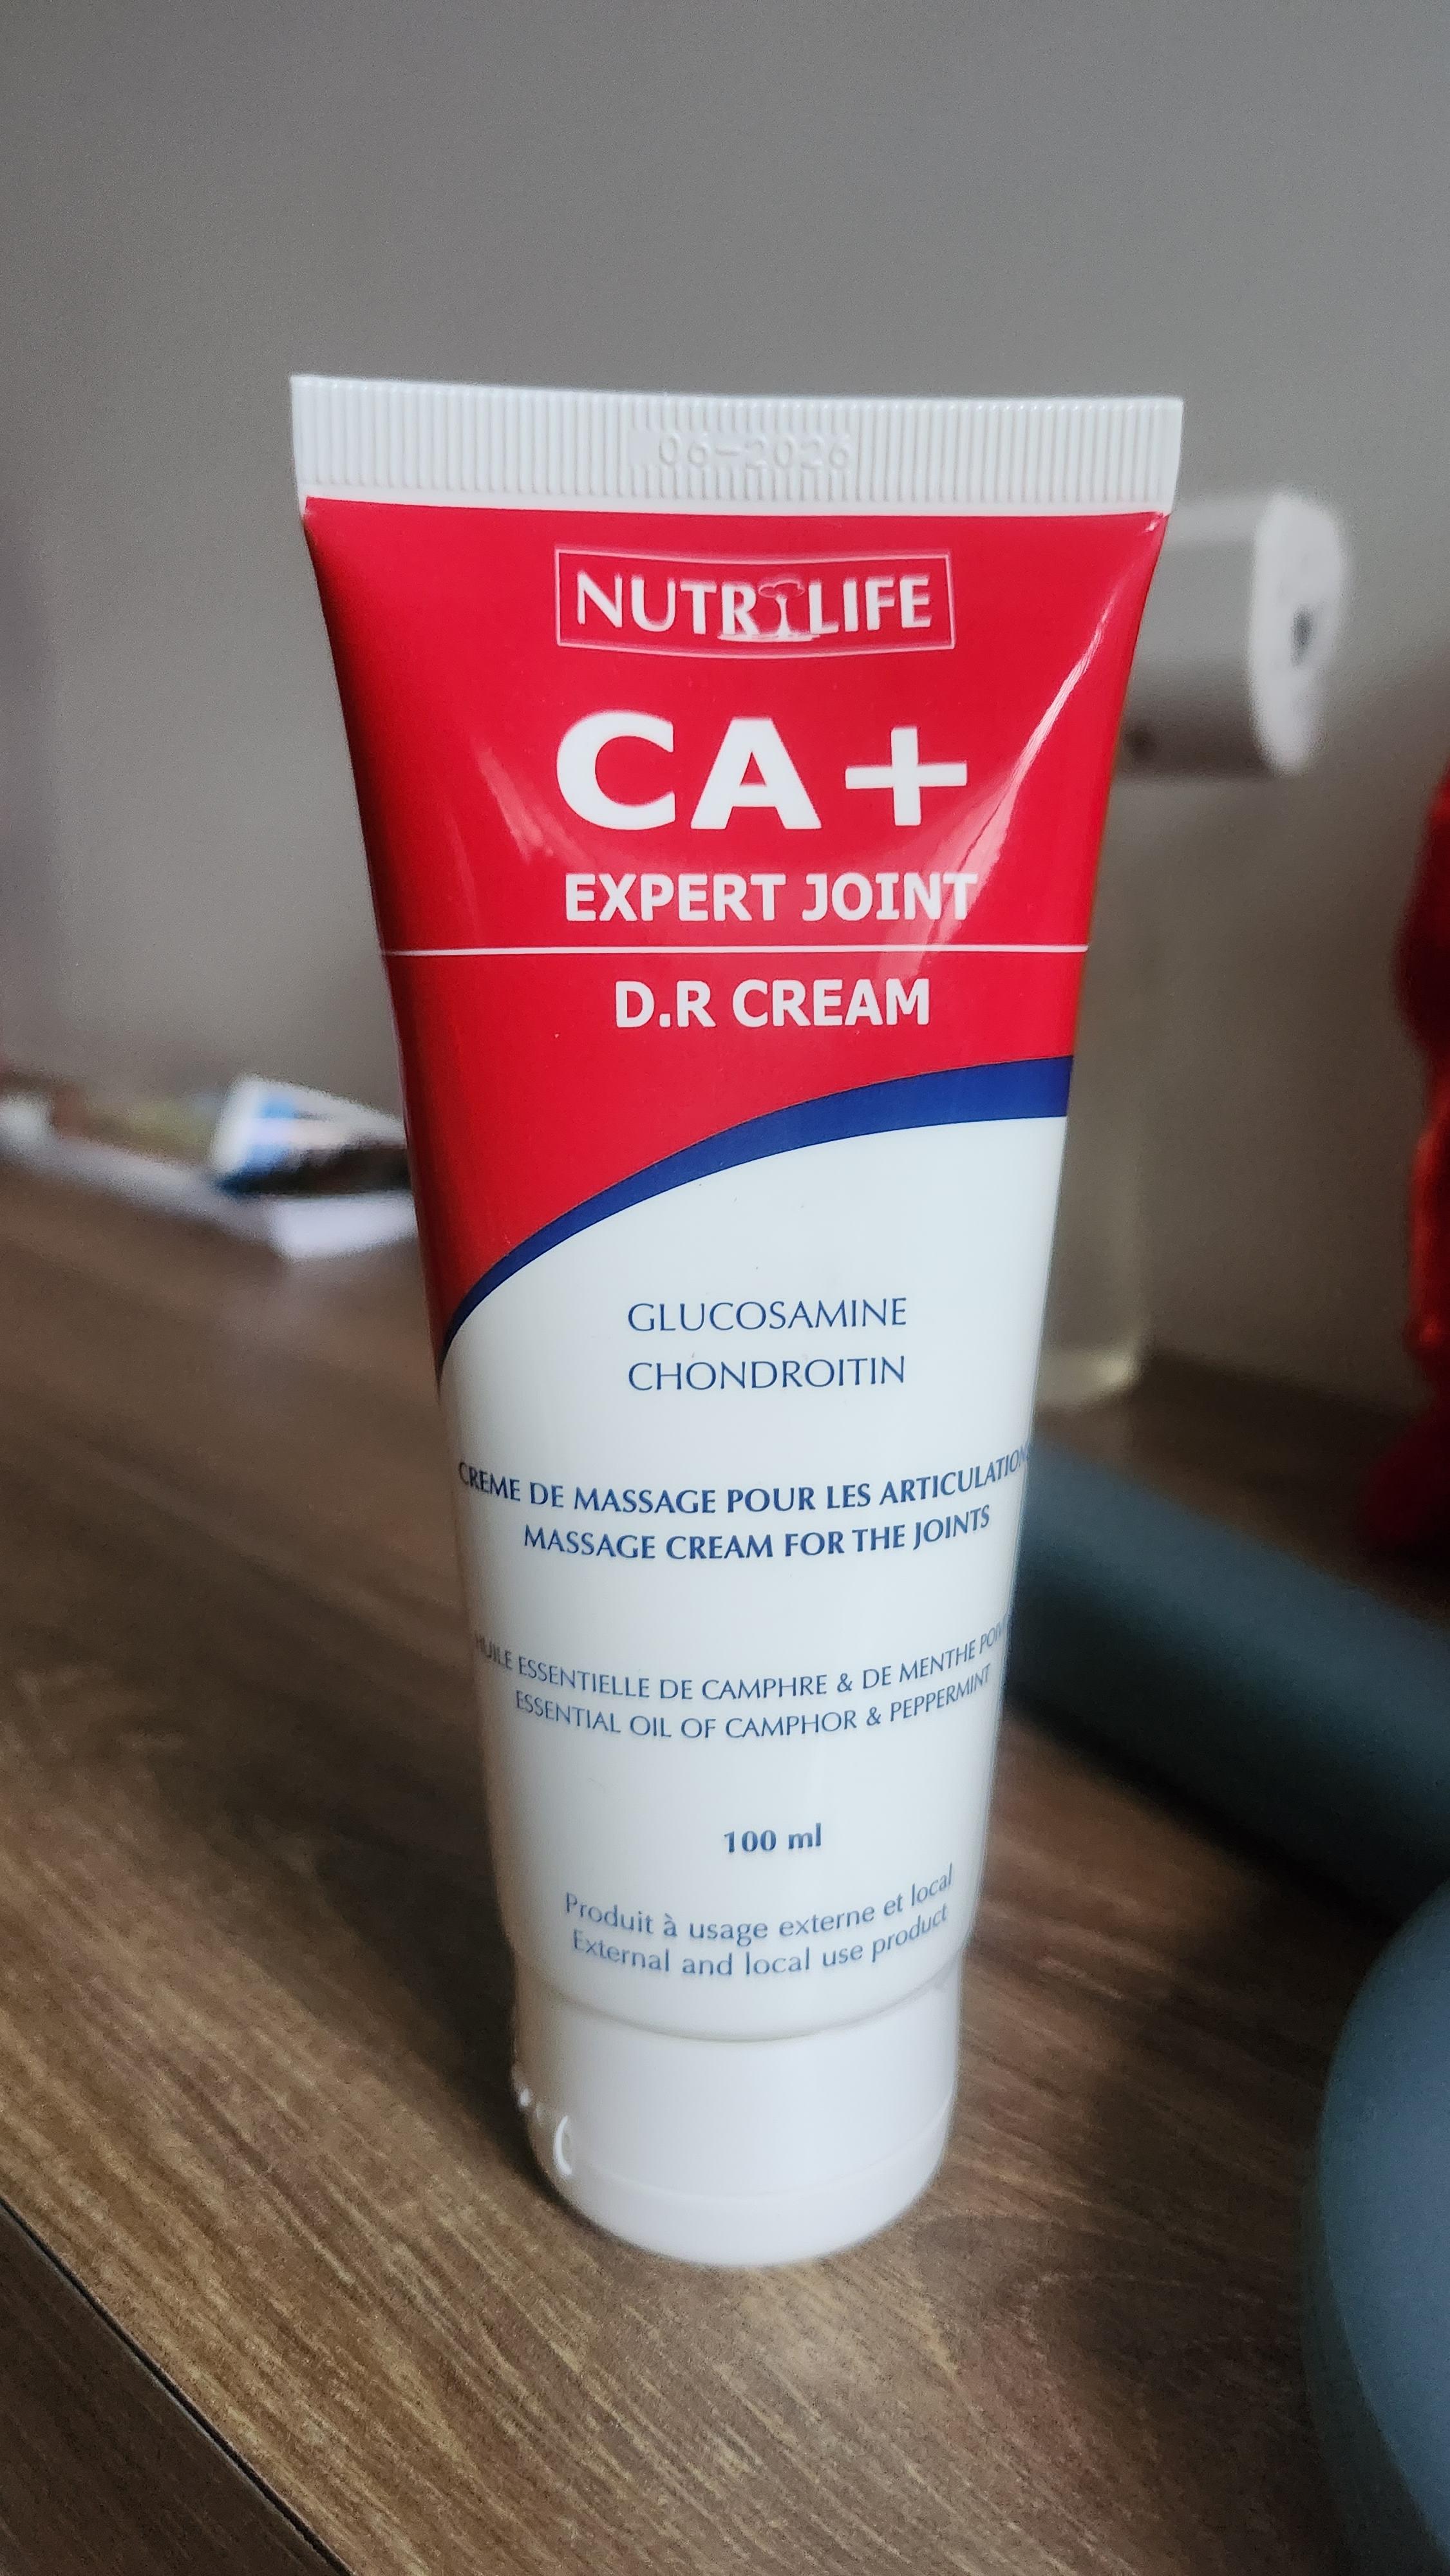 06-2026
NUTRILIFE
CA+
EXPERT JOINT
D.R CREAM
GLUCOSAMINE
CHONDROITIN
CREME DE MASSAGE POUR LES ARTICULATION
MASSAGE CREAM FOR THE JOINTS
HUILE ESSENTIELLE DE CAMPHRE & DE MENTHE
ESSENTIAL OIL OF CAMPHOR & PEPPERMINT
100 ml
Produit à usage externe et local
External and local use product